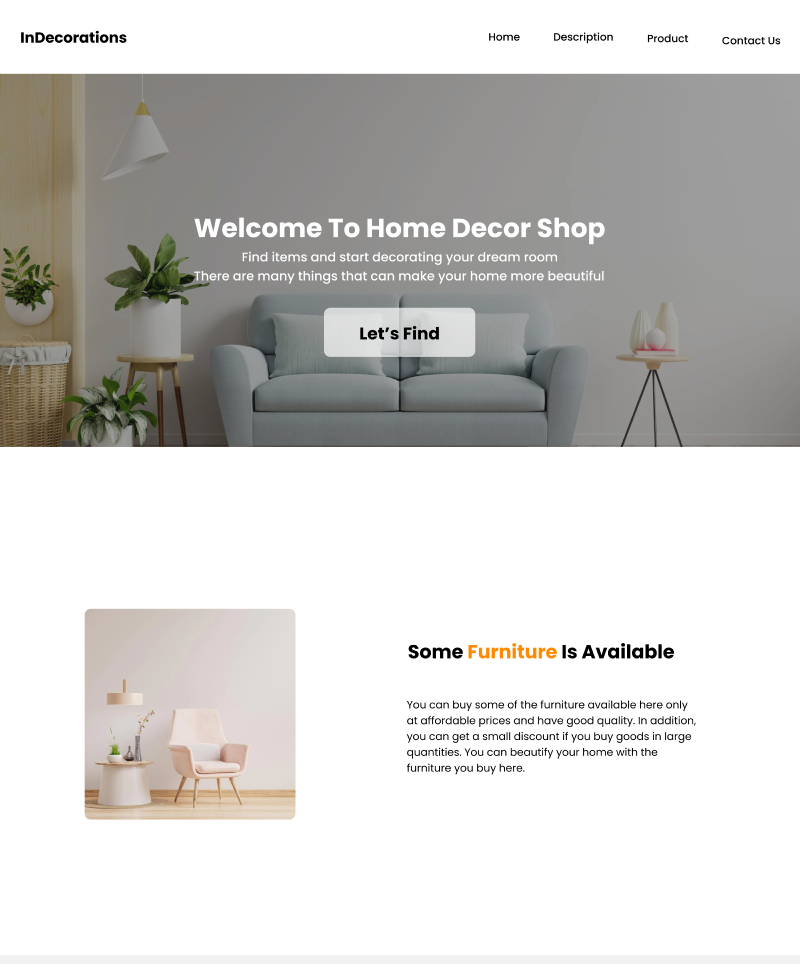 InDecorations
Home
Description
Product
Contact Us
Welcome To Home Decor Shop
Find items and start decorating your dream room
There are many things that can make your home more beautiful
Let’s Find
Some Furniture Is Available
You can buy some of the furniture available here only
at affordable prices and have good quality. In addition,
you can get a small discount if you buy goods in large
quantities. You can beautify your home with the
furniture you buy here.